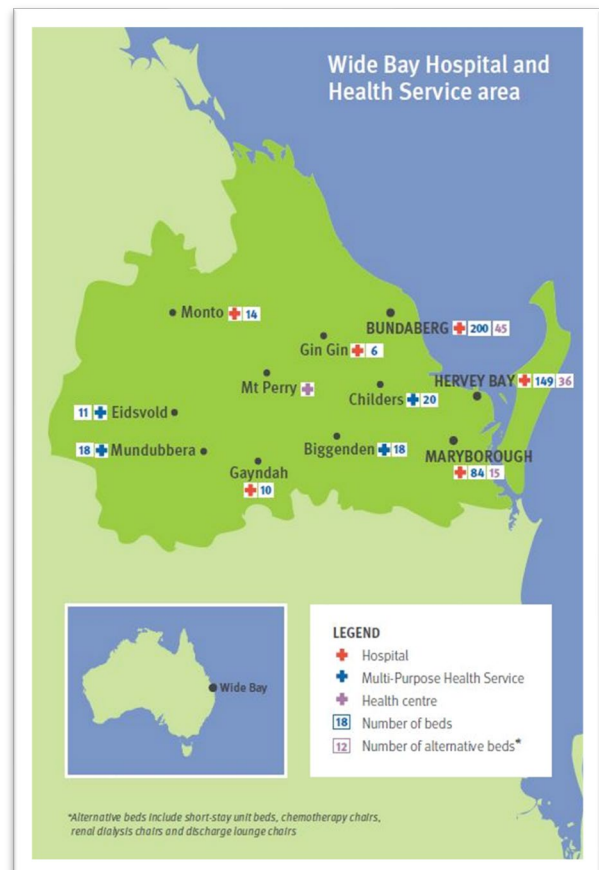 Wide Bay Hospital and
Health Service area
Monto 14
BUNDABERG 200 45
Gin Gin 6
Mt Perry
HERVEY BAY 149 36
Childers 20
11 Eidsvold
18 Mundubbera
Biggenden 18
MARYBOROUGH
84 15
Gayndah
10
Wide Bay
LEGEND
Hospital
Multi-Purpose Health Service
Health centre
18 Number of beds
12 Number of alternative beds*
*Alternative beds include short-stay unit beds, chemotherapy chairs,
renal dialysis chairs and discharge lounge chairs